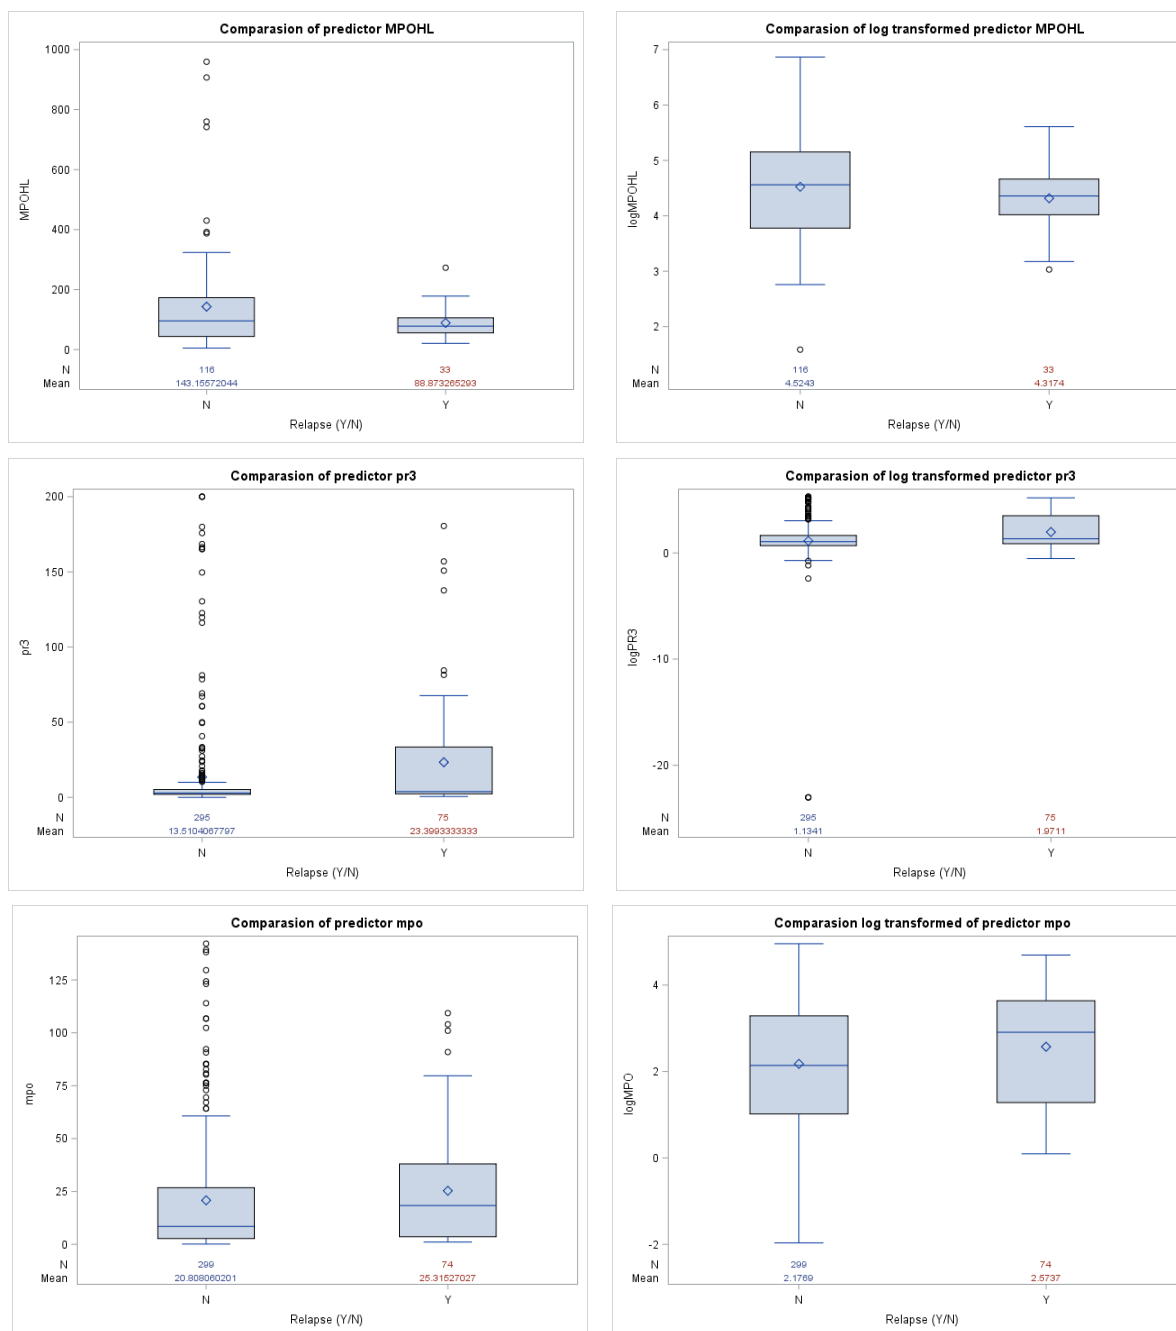 Comparasion of predictor MPOHL
1000
800
600
400
200
0
MPOHL
N 116 33
Mean 143.15572044 88.873265293
N Y
Relapse (Y/N)
Comparasion of log transformed predictor MPOHL
7
6
5
4
3
2
logMPOHL
N 116 33
Mean 4.5243 4.3174
N Y
Relapse (Y/N)
Comparasion of predictor pr3
200
150
100
50
0
pr3
N 295 75
Mean 13.5104067797 23.3993333333
N Y
Relapse (Y/N)
Comparasion of log transformed predictor pr3
0
-10
-20
logPR3
N 295 75
Mean 1.1341 1.9711
N Y
Relapse (Y/N)
Comparasion of predictor mpo
125
100
75
50
25
0
mpo
N 299 74
Mean 20.808060201 25.31527027
N Y
Relapse (Y/N)
Comparasion log transformed of predictor mpo
4
2
0
-2
logMPO
N 299 74
Mean 2.1769 2.5737
N Y
Relapse (Y/N)